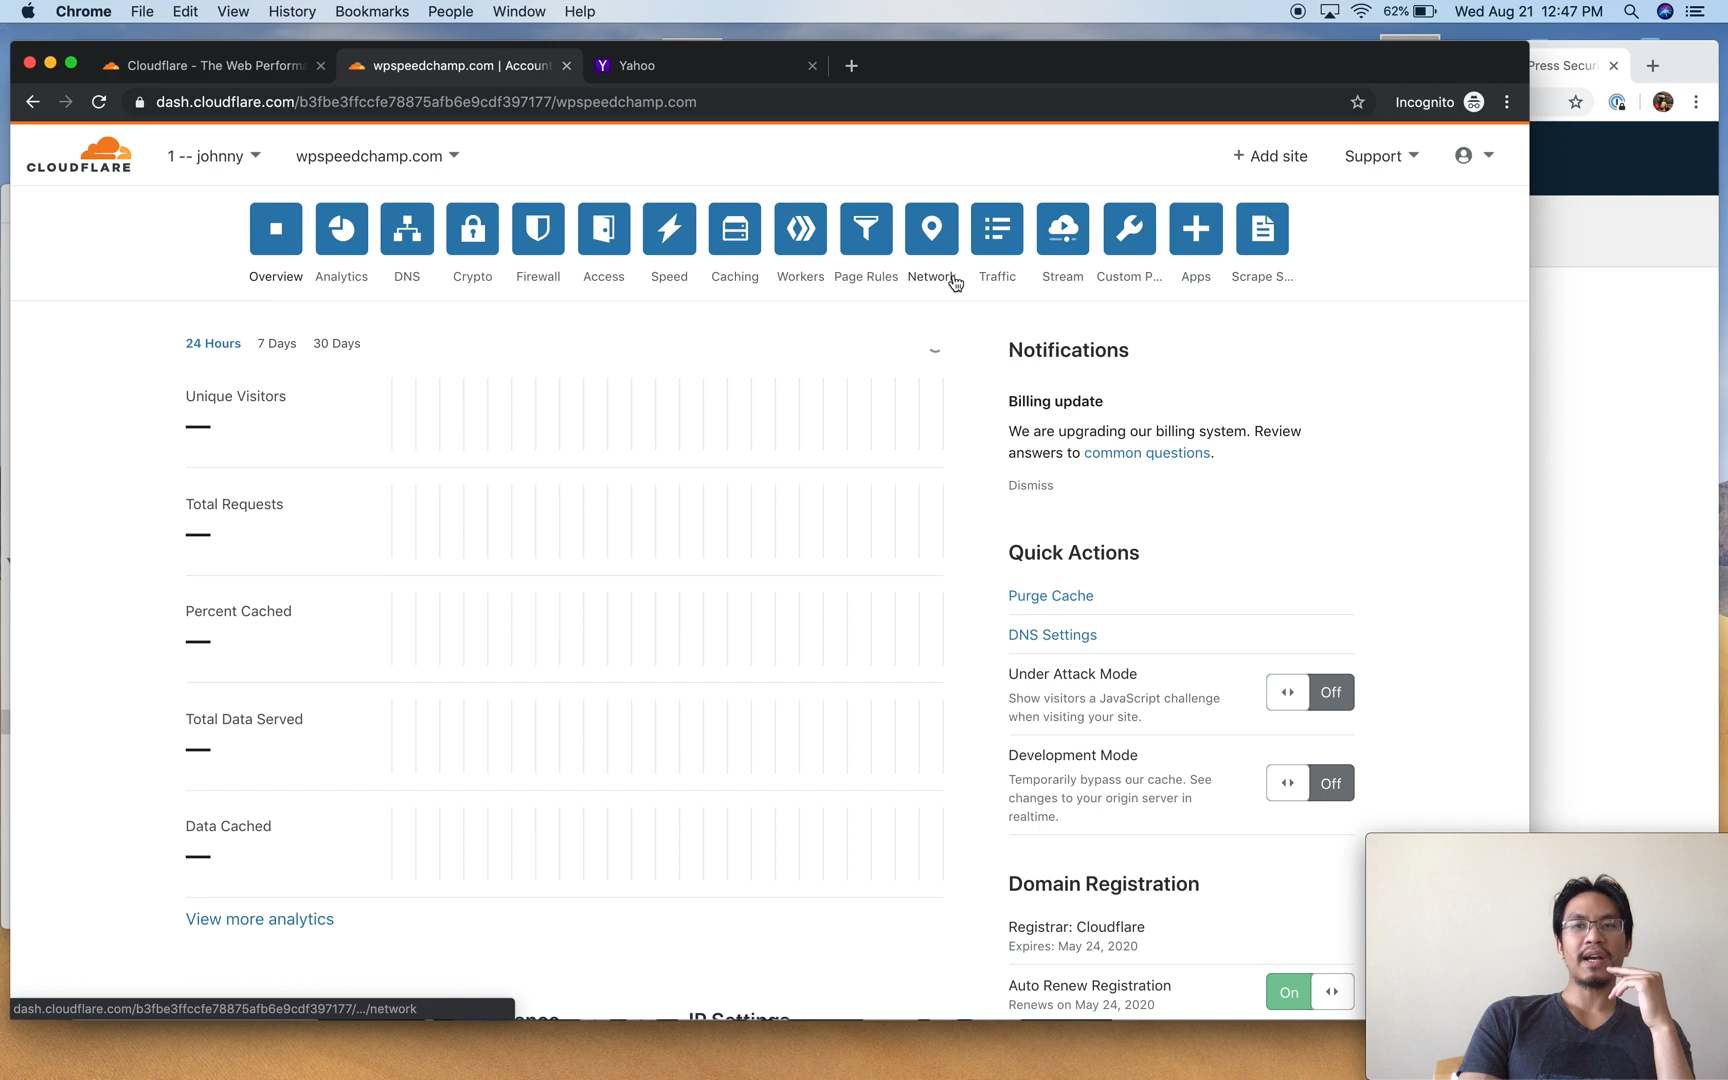 Chrome File Edit View History Bookmarks People Window Help
62% Wed Aug 21 12:47 PM
Cloudflare - The Web Performa
wpspeedchamp.com | Account
Yahoo
Press Securi
dash.cloudflare.com/b3fbe3ffccfe78875afb6e9cdf397177/wpspeedchamp.com
Incognito
CLOUDFLARE
1 -- johnny
wpspeedchamp.com
+ Add site
Support
Overview Analytics DNS Crypto Firewall Access Speed Caching Workers Page Rules Network Traffic Stream Custom P... Apps Scrape S...
24 Hours 7 Days 30 Days
Unique Visitors
—
Total Requests
—
Percent Cached
—
Total Data Served
—
Data Cached
—
View more analytics
Notifications
Billing update
We are upgrading our billing system. Review
answers to common questions.
Dismiss
Quick Actions
Purge Cache
DNS Settings
Under Attack Mode
Show visitors a JavaScript challenge
when visiting your site.
Off
Development Mode
Temporarily bypass our cache. See
changes to your origin server in
realtime.
Off
Domain Registration
Registrar: Cloudflare
Expires: May 24, 2020
Auto Renew Registration
Renews on May 24, 2020
On
IP Settings
dash.cloudflare.com/b3fbe3ffccfe78875afb6e9cdf397177/.../network